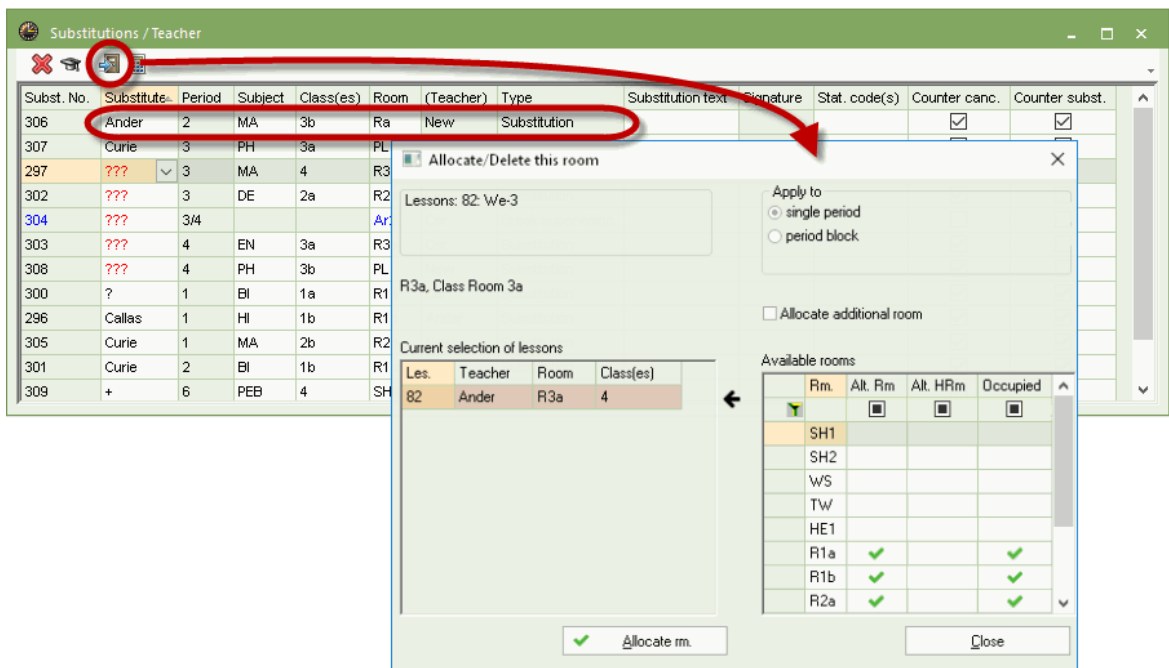 Substitutions / Teacher
Subst. No. Substitute Period Subject Class(es) Room (Teacher) Type Substitution text Signature Stat. code(s) Counter canc. Counter subst.
306 Ander 2 MA 3b Ra New Substitution
307 Curie 3 PH 3a PL
297 ??? 3 MA 4 R3
302 ??? 3 DE 2a R2
304 ??? 3/4
303 ??? 4 EN 3a R3
308 ??? 4 PH 3b PL
300 ? 1 BI 1a R1
296 Callas 1 HI 1b R1
305 Curie 1 MA 2b R2
301 Curie 2 BI 1b R1
309 + 6 PEB 4 SH
Allocate/Delete this room
Lessons: 82: We-3
Apply to
single period
period block
R3a, Class Room 3a
Allocate additional room
Current selection of lessons
Les. Teacher Room Class(es)
82 Ander R3a 4
Available rooms
Rm. Alt. Rm Alt. HRm Occupied
SH1
SH2
WS
TW
HE1
R1a
R1b
R2a
Allocate rm.
Close